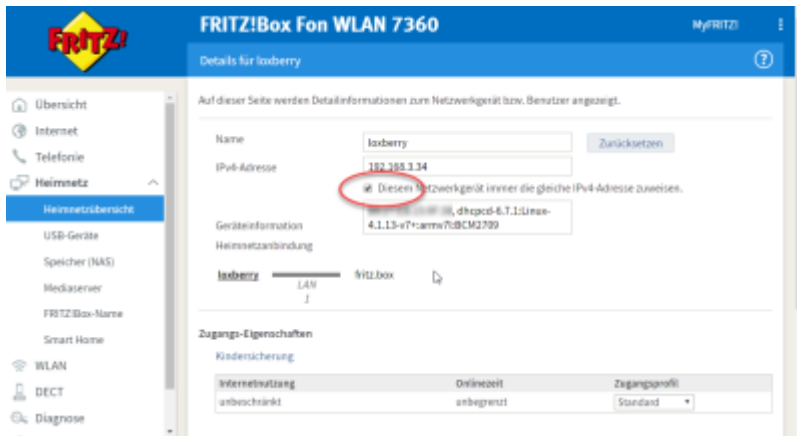 FRITZ!
FRITZ!Box Fon WLAN 7360
MyFRITZ!
Details für loxberry
?
Übersicht
Internet
Telefonie
Heimnetz
Heimnetzübersicht
USB-Geräte
Speicher (NAS)
Mediaserver
FRITZ!Box-Name
Smart Home
WLAN
DECT
Diagnose
Auf dieser Seite werden Detailinformationen zum Netzwerkgerät bzw. Benutzer angezeigt.
Name
loxberry
Zurücksetzen
IPv4-Adresse
192.168.3.34
Diesem Netzwerkgerät immer die gleiche IPv4-Adresse zuweisen.
Geräteinformation
, dhcpcd-6.7.1:Linux-
4.1.13-v7+:armv7l:BCM2709
Heimnetzanbindung
loxberry
LAN
1
fritz.box
Zugangs-Eigenschaften
Kindersicherung
Internetnutzung Onlinezeit Zugangsprofil
unbeschränkt unbegrenzt Standard